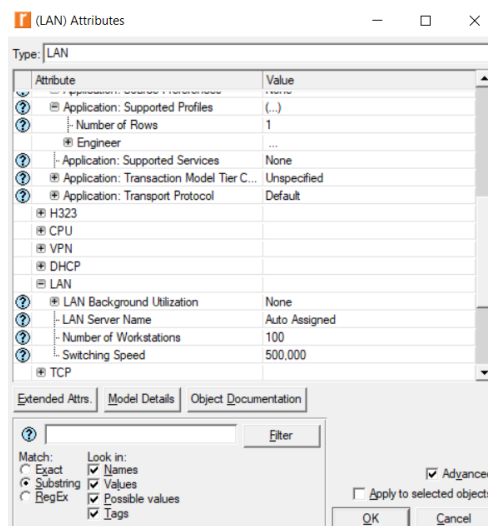 (LAN) Attributes
Type: LAN
Attribute Value
Application: Supported Profiles (...)
Number of Rows 1
Engineer ...
Application: Supported Services None
Application: Transaction Model Tier C... Unspecified
Application: Transport Protocol Default
H323
CPU
VPN
DHCP
LAN
LAN Background Utilization None
LAN Server Name Auto Assigned
Number of Workstations 100
Switching Speed 500,000
TCP
Extended Attrs. Model Details Object Documentation
Filter
Match: Look in:
Exact Names
Substring Values
RegEx Possible values
Tags
Advanced
Apply to selected objects
OK Cancel